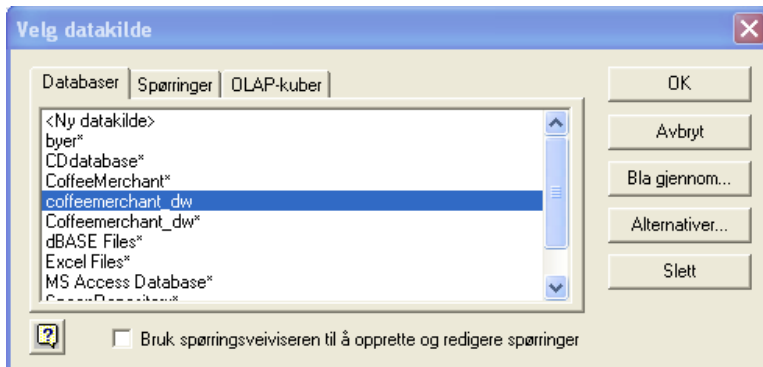 Velg datakilde
Databaser Spørringer OLAP-kuber
<Ny datakilde>
byer*
CDdatabase*
CoffeeMerchant*
coffeemerchant_dw
Coffeemerchant_dw*
dBASE Files*
Excel Files*
MS Access Database*
OK
Avbryt
Bla gjennom...
Alternativer...
Slett
Bruk spørringsveiviseren til å opprette og redigere spørringer